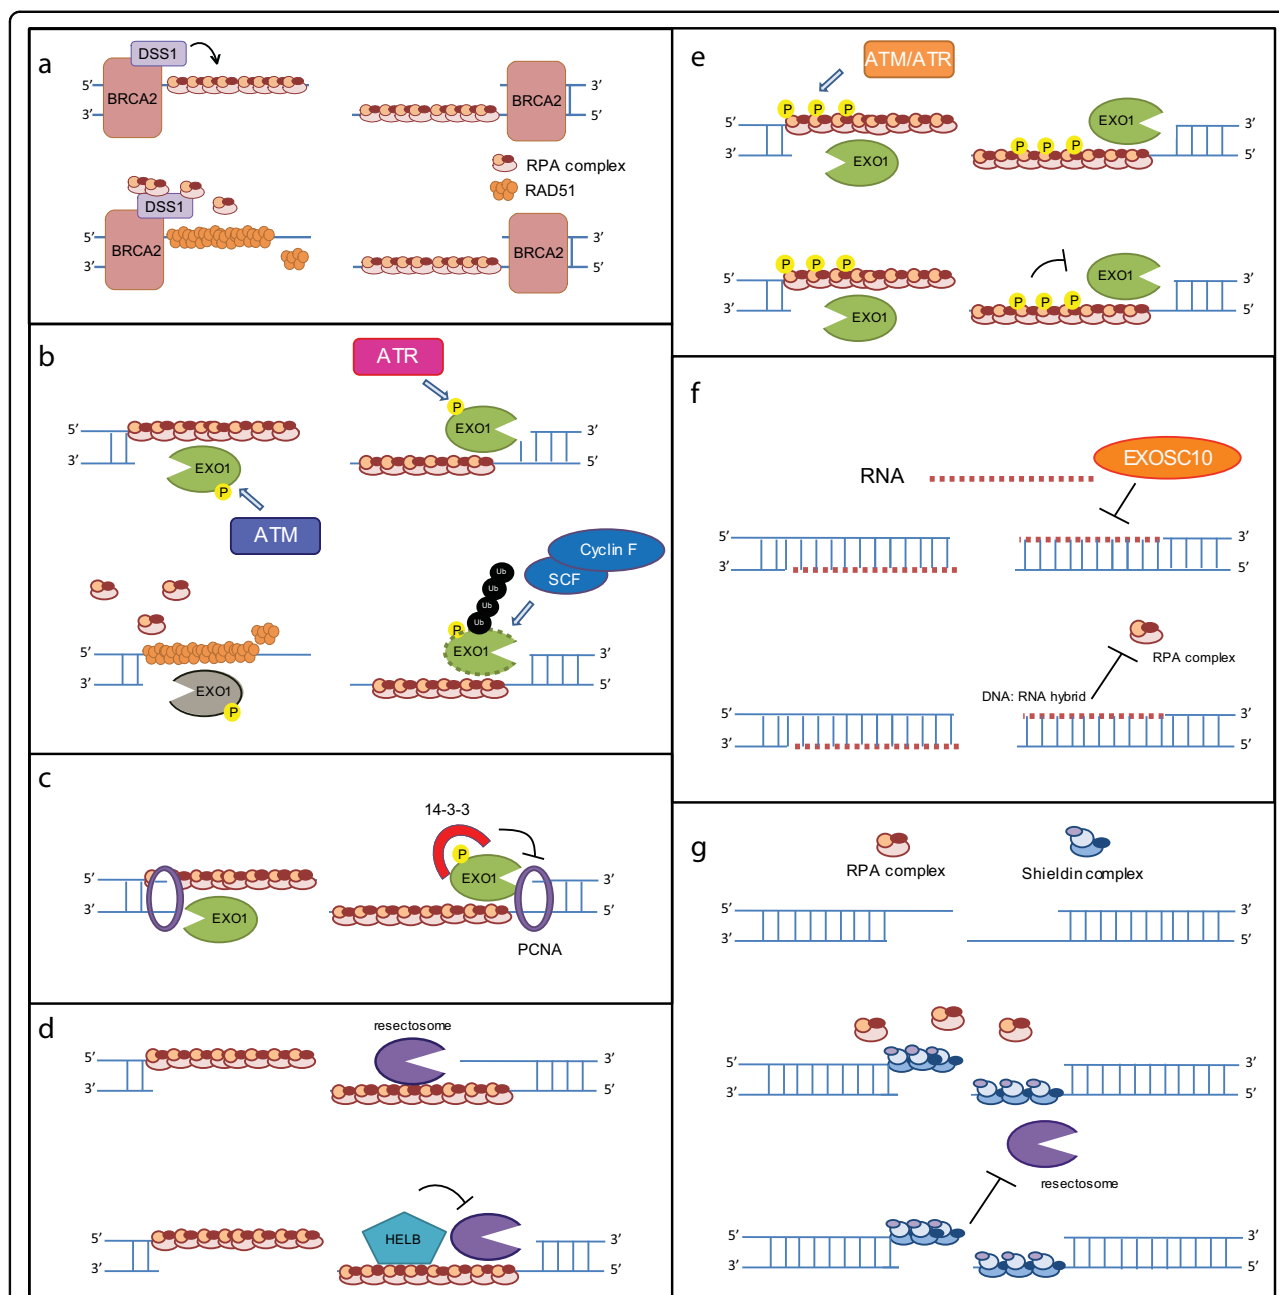 a
DSS1
5′
BRCA2
3′
3′
BRCA2
5′
RPA complex
RAD51
DSS1
5′
BRCA2
3′
3′
BRCA2
5′
b
ATR
P
5′
EXO1
3′
3′
EXO1
5′
P
ATM
Cyclin F
SCF
Ub
Ub
Ub
Ub
P
5′
EXO1
3′
3′
EXO1
5′
P
c
14-3-3
P
5′
EXO1
3′
3′
EXO1
5′
PCNA
d
resectosome
5′
3′
3′
5′
5′
HELB
3′
3′
5′
e
ATM/ATR
P P P
5′
EXO1
3′
3′
P P P
EXO1
5′
P P P
5′
EXO1
3′
3′
P P P
EXO1
5′
f
RNA
EXOSC10
5′
3′
3′
5′
RPA complex
DNA: RNA hybrid
5′
3′
3′
5′
g
RPA complex
Shieldin complex
5′
3′
3′
5′
5′
3′
3′
5′
resectosome
5′
3′
3′
5′